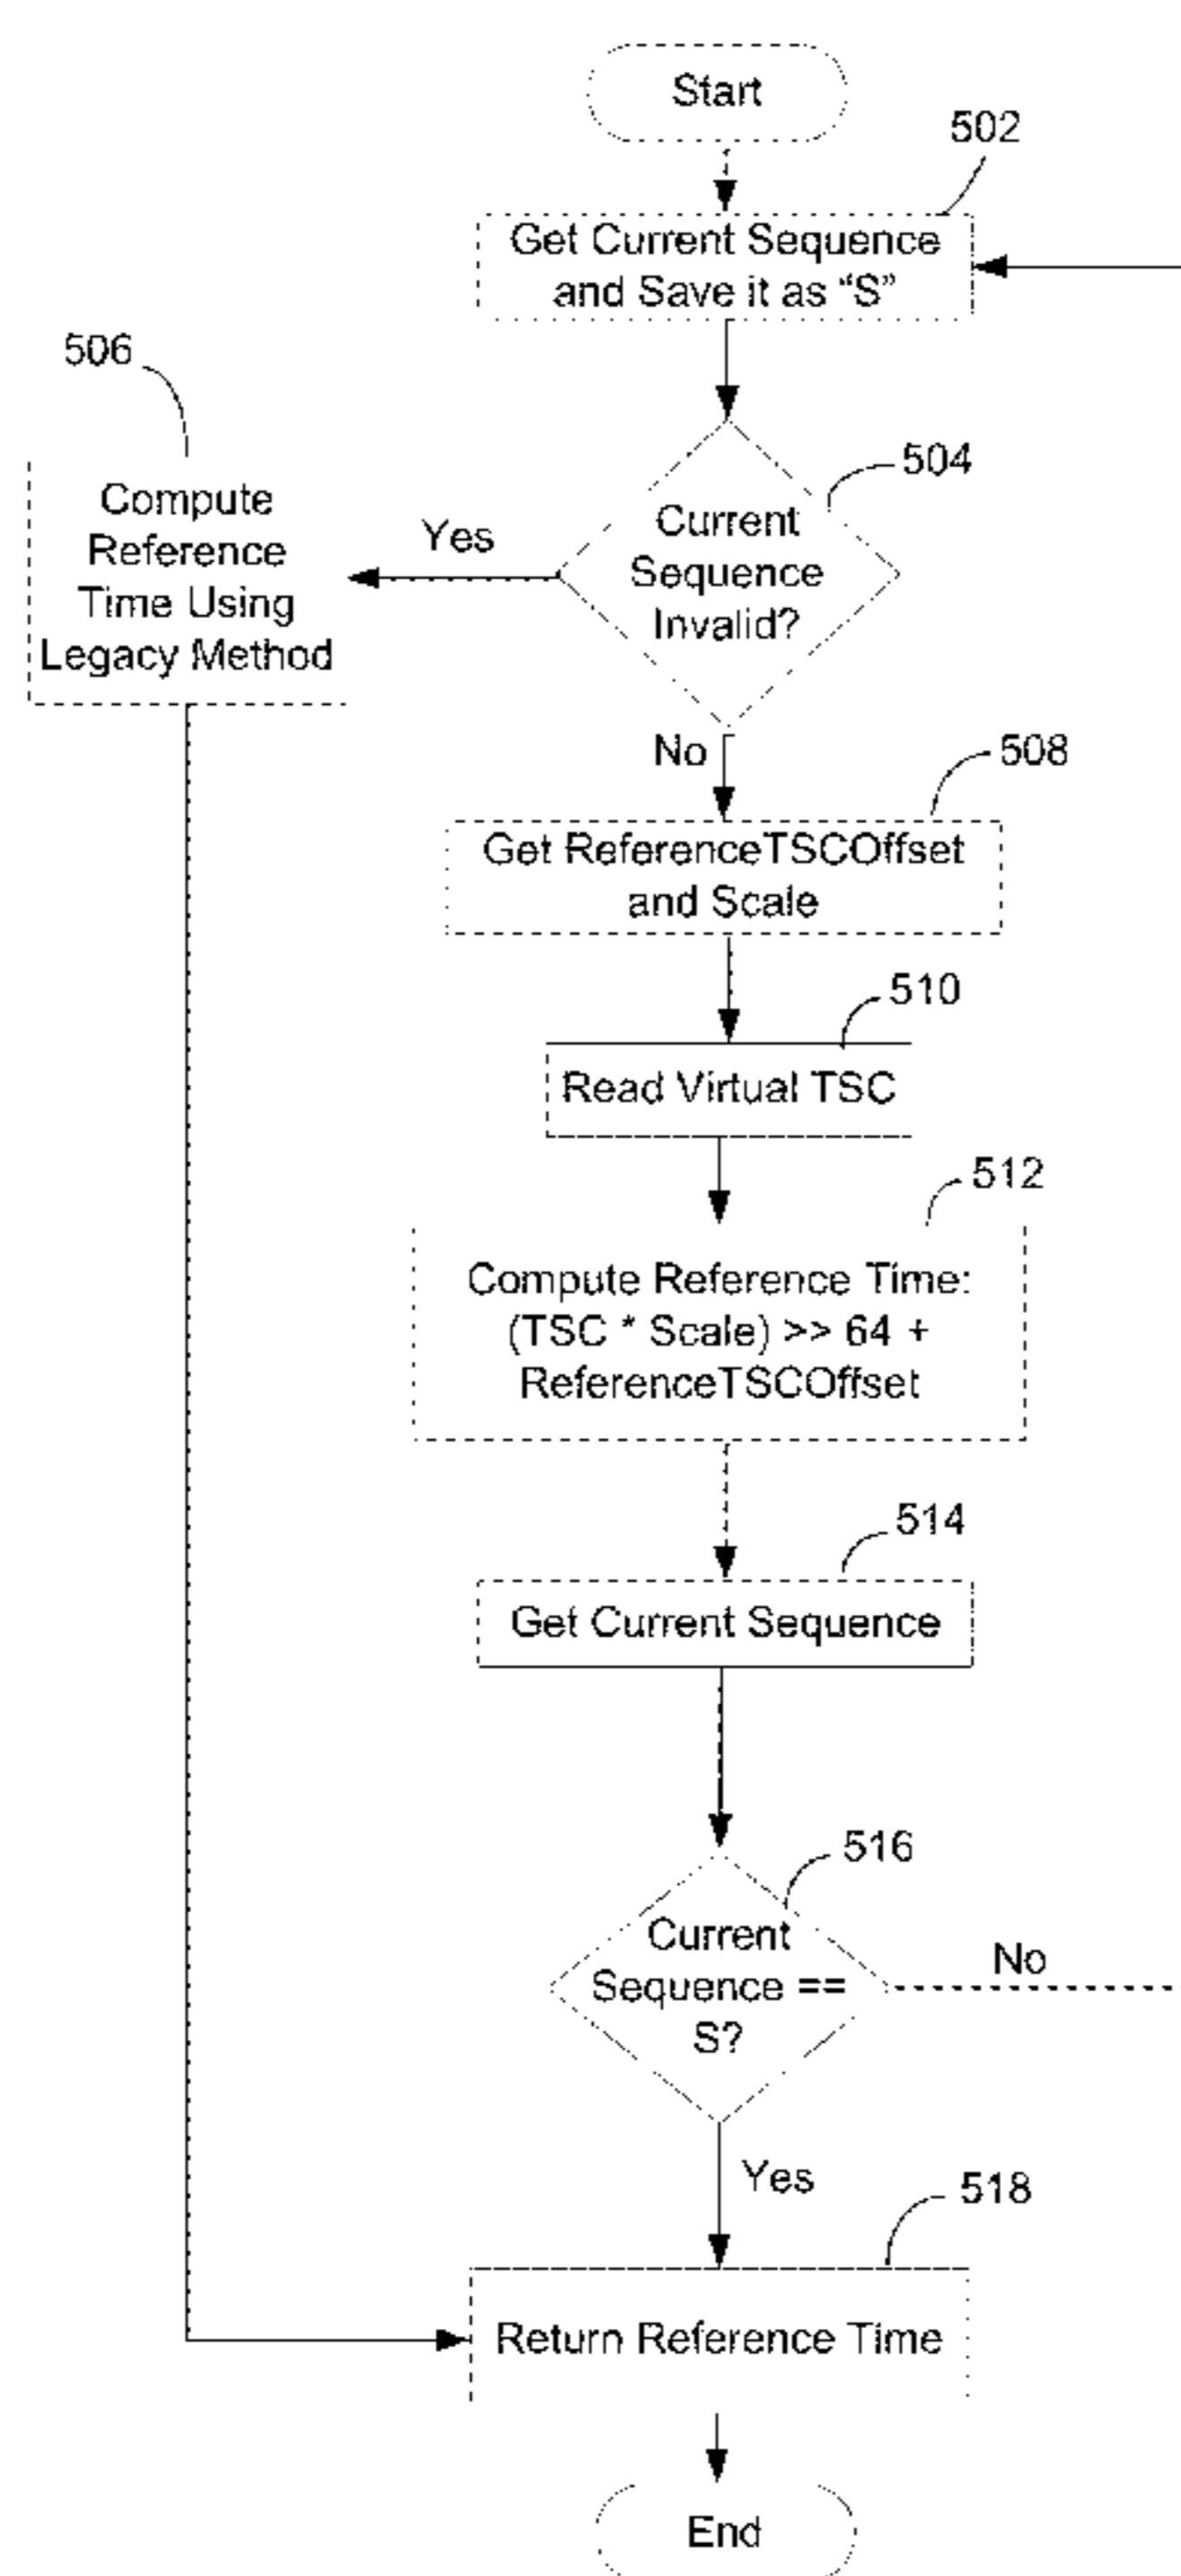 Start
502
Get Current Sequence
and Save it as “S”
506
504
Compute
Reference
Time Using
Legacy Method
Yes
Current
Sequence
Invalid?
No
508
Get ReferenceTSCOffset
and Scale
510
Read Virtual TSC
512
Compute Reference Time:
(TSC * Scale) >> 64 +
ReferenceTSCOffset
514
Get Current Sequence
516
Current
Sequence ==
S?
No
Yes
518
Return Reference Time
End